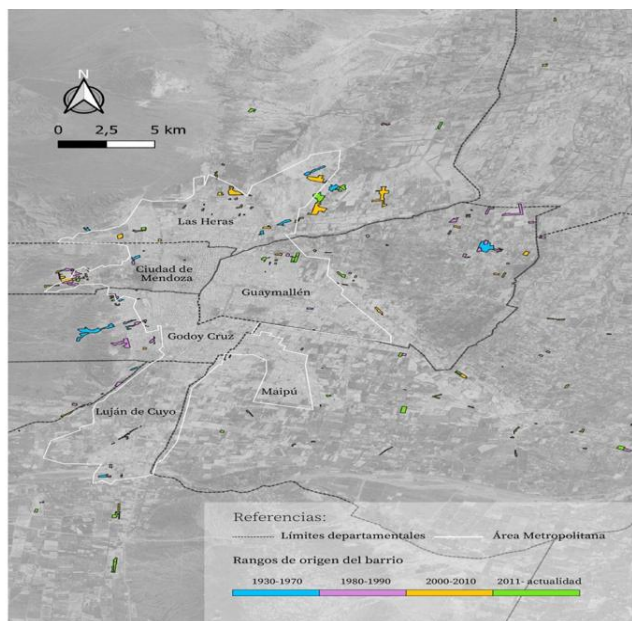 N
0 2,5 5 km
Las Heras
Ciudad de
Mendoza
Guaymallén
Godoy Cruz
Maipú
Luján de Cuyo
Referencias:
Límites departamentales Área Metropolitana
Rangos de origen del barrio
1930-1970 1980-1990 2000-2010 2011- actualidad